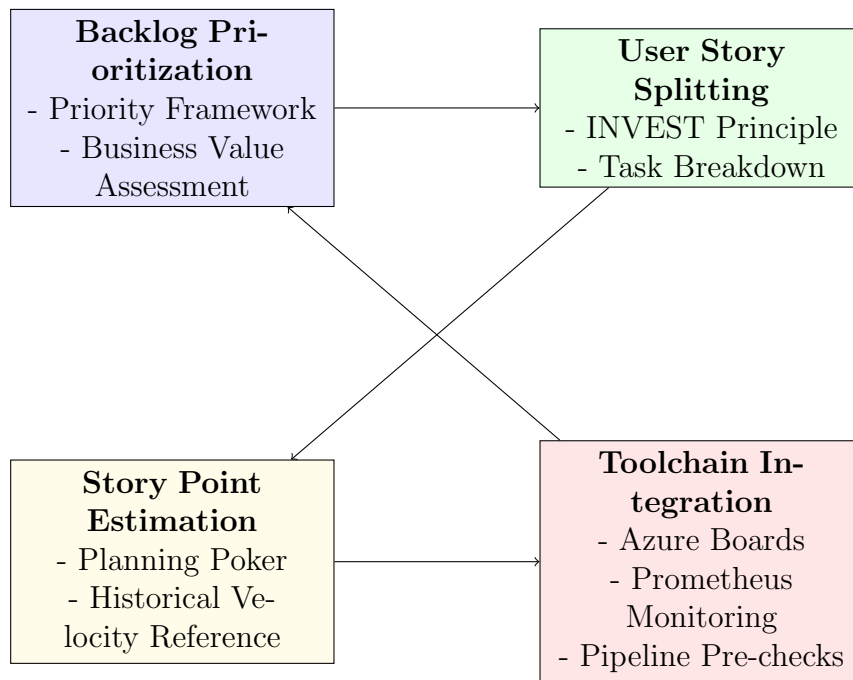 Backlog Pri-
oritization
- Priority Framework
- Business Value
Assessment
User Story
Splitting
- INVEST Principle
- Task Breakdown
Story Point
Estimation
- Planning Poker
- Historical Ve-
locity Reference
Toolchain In-
tegration
- Azure Boards
- Prometheus
Monitoring
- Pipeline Pre-checks